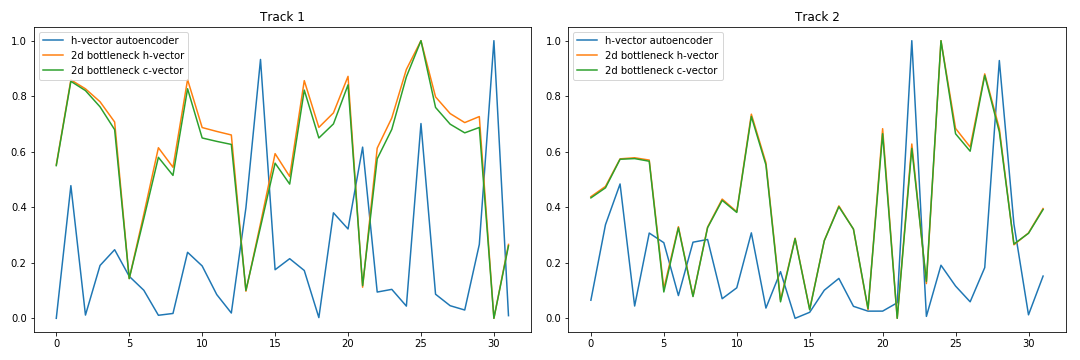 Track 1
h-vector autoencoder
2d bottleneck h-vector
2d bottleneck c-vector
1.0
0.8
0.6
0.4
0.2
0.0
0 5 10 15 20 25 30
Track 2
h-vector autoencoder
2d bottleneck h-vector
2d bottleneck c-vector
1.0
0.8
0.6
0.4
0.2
0.0
0 5 10 15 20 25 30